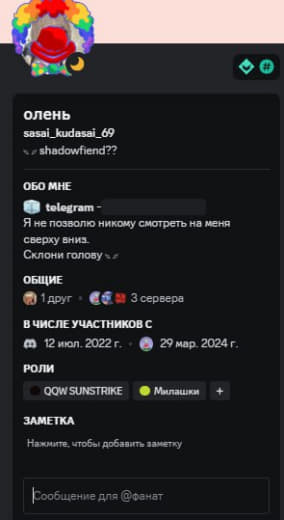 олень
sasai_kudasai_69
shadowfiend??
ОБО МНЕ
telegram -
Я не позволю никому смотреть на меня
сверху вниз.
Склони голову
ОБЩИЕ
1 друг • 3 сервера
В ЧИСЛЕ УЧАСТНИКОВ С
12 июл. 2022 г. • 29 мар. 2024 г.
РОЛИ
QQW SUNSTRIKE Милашки +
ЗАМЕТКА
Нажмите, чтобы добавить заметку
Сообщение для @фанат